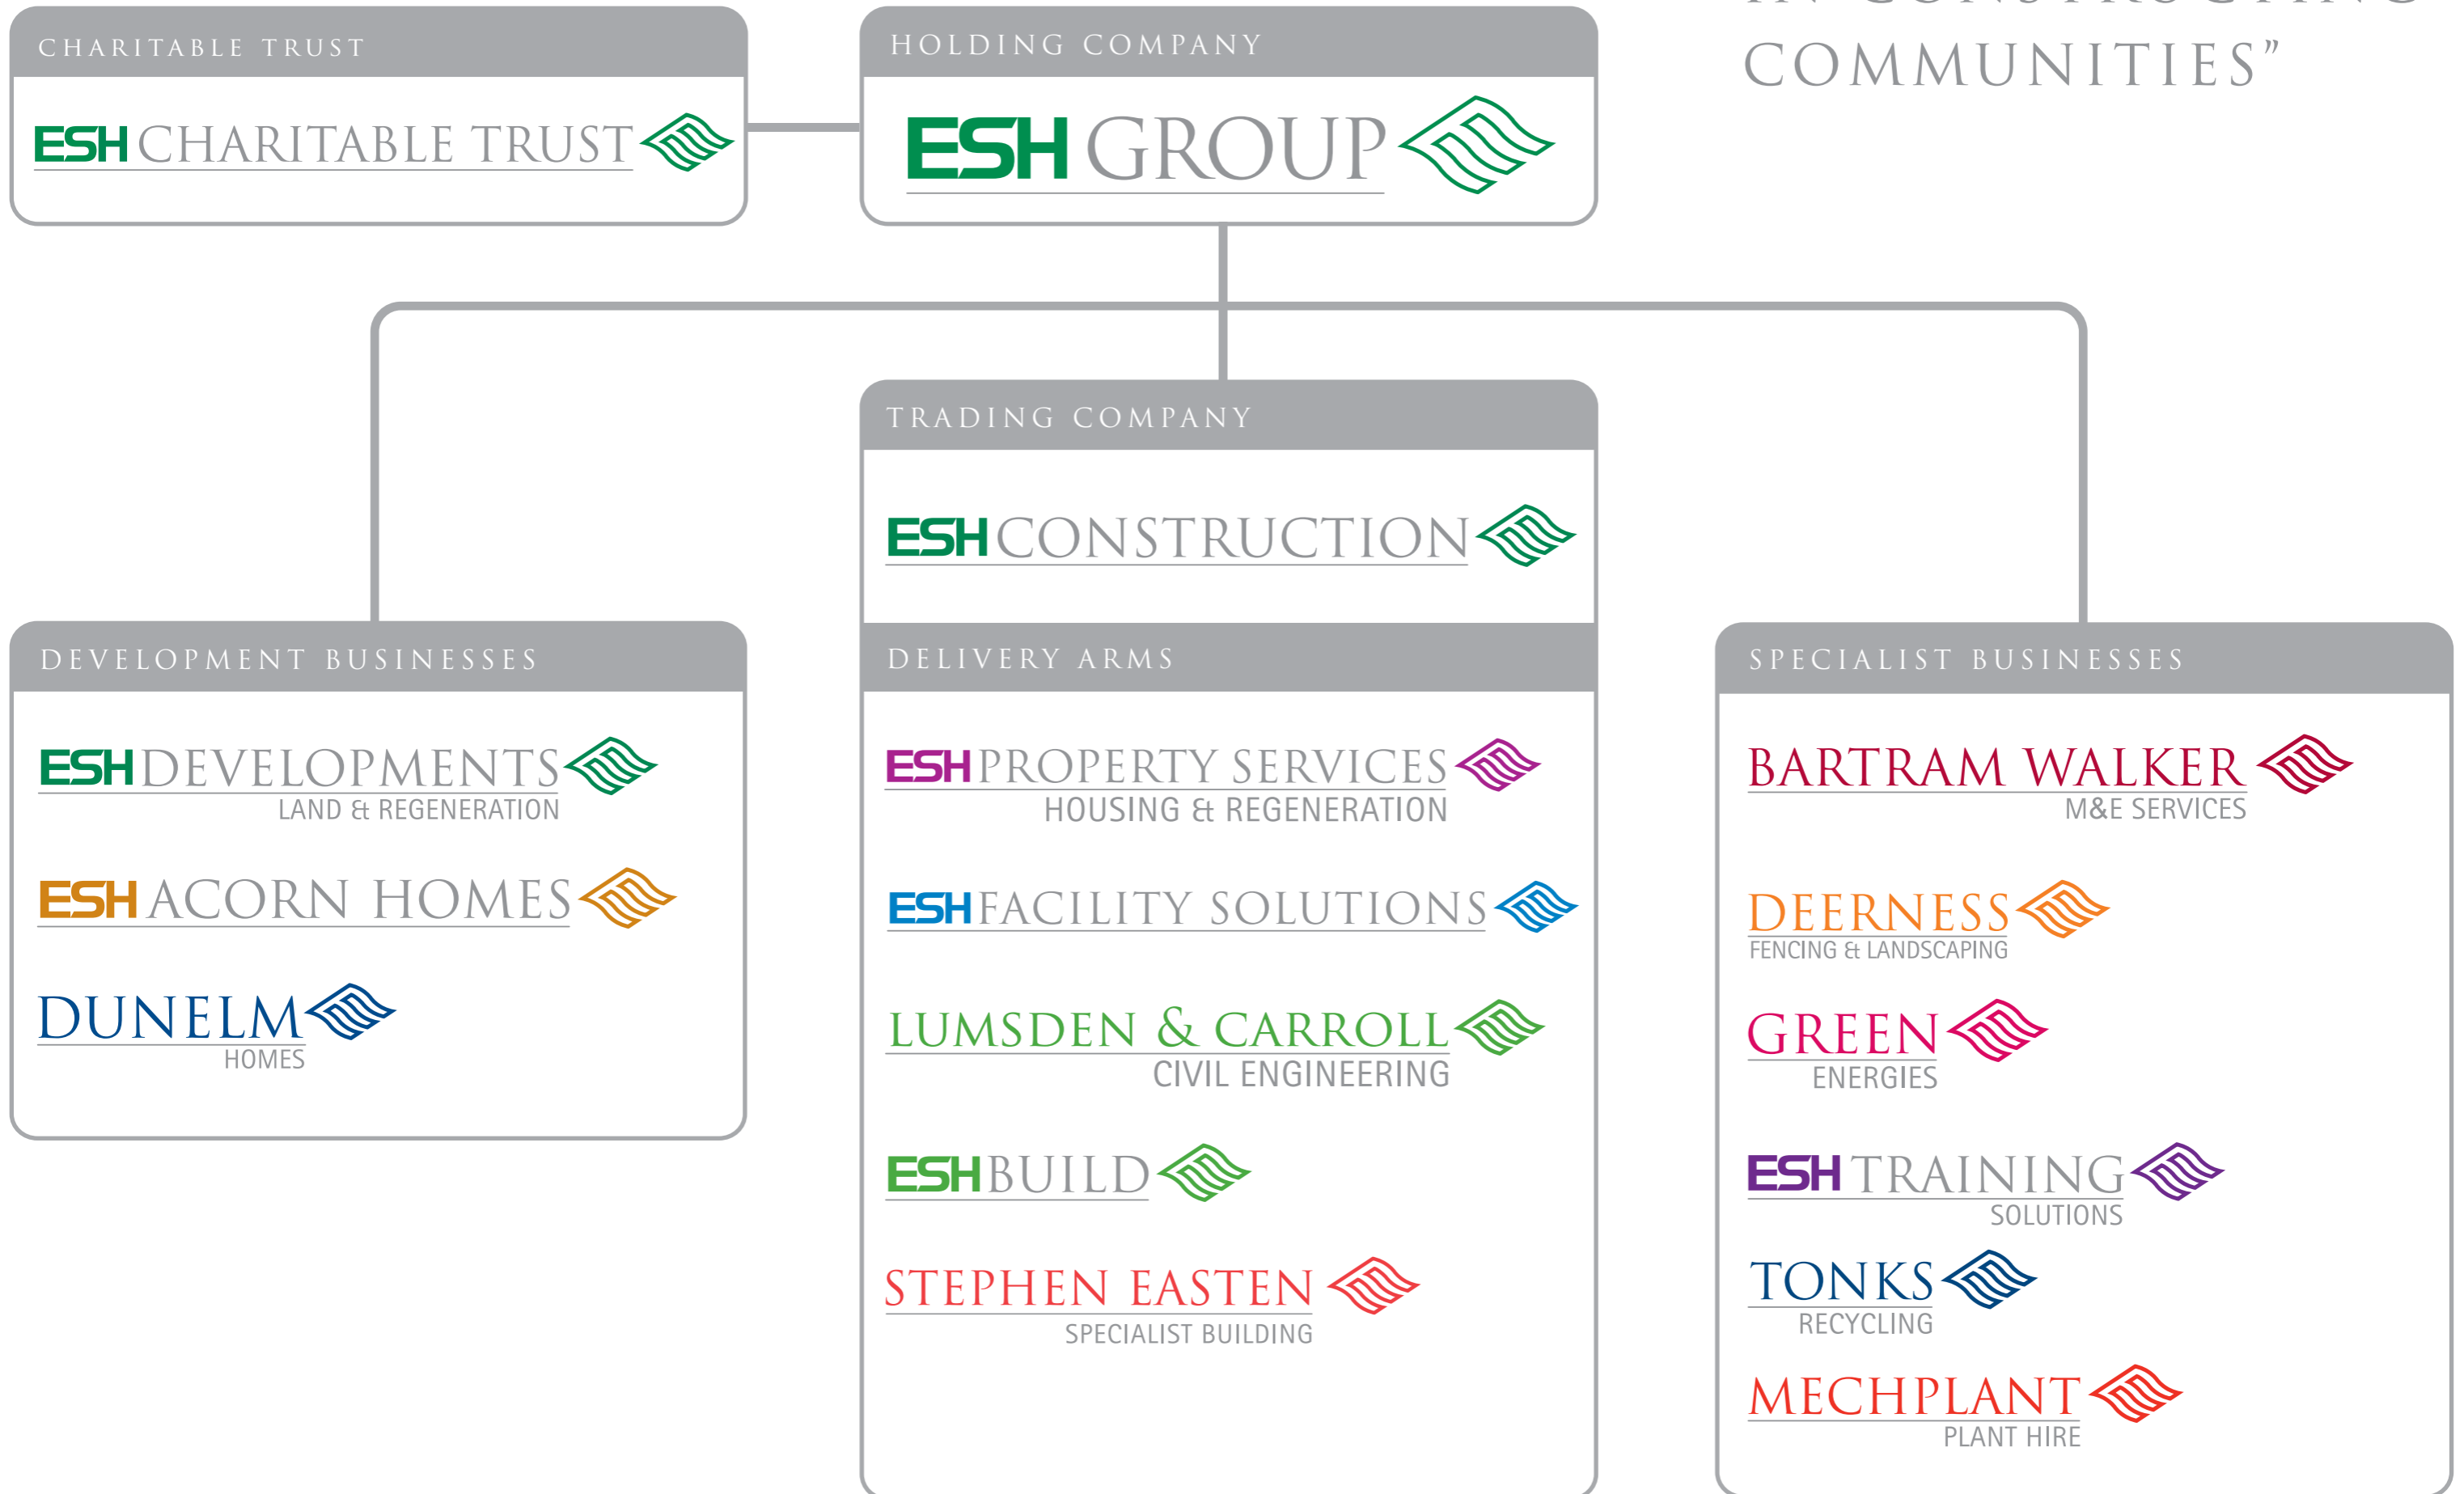 IN CONSTRUCTING
COMMUNITIES”
CHARITABLE TRUST
ESH CHARITABLE TRUST
HOLDING COMPANY
ESH GROUP
TRADING COMPANY
ESH CONSTRUCTION
DEVELOPMENT BUSINESSES
ESH DEVELOPMENTS
LAND & REGENERATION
ESH ACORN HOMES
DUNELM
HOMES
DELIVERY ARMS
ESH PROPERTY SERVICES
HOUSING & REGENERATION
ESH FACILITY SOLUTIONS
LUMSDEN & CARROLL
CIVIL ENGINEERING
ESH BUILD
STEPHEN EASTEN
SPECIALIST BUILDING
SPECIALIST BUSINESSES
BARTRAM WALKER
M&E SERVICES
DEERNESS
FENCING & LANDSCAPING
GREEN
ENERGIES
ESH TRAINING
SOLUTIONS
TONKS
RECYCLING
MECHPLANT
PLANT HIRE